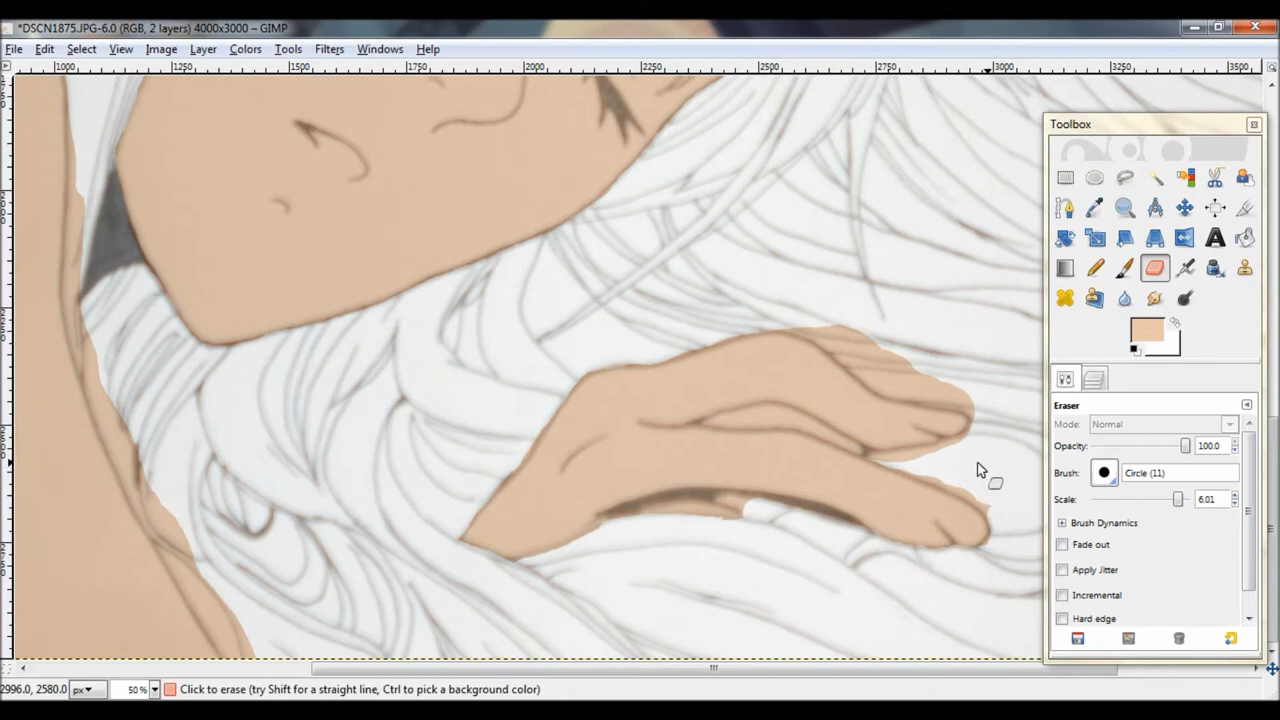 *DSCN1875.JPG-6.0 (RGB, 2 layers) 4000x3000 – GIMP
File Edit Select View Image Layer Colors Tools Filters Windows Help
1000 1250 1500 1750 2000 2250 2500 2750 3000 3250 3500
Toolbox
Eraser
Mode: Normal
Opacity: 100.0
Brush: Circle (11)
Scale: 6.01
Brush Dynamics
Fade out
Apply Jitter
Incremental
Hard edge
2996.0, 2580.0 px 50% Click to erase (try Shift for a straight line, Ctrl to pick a background color)